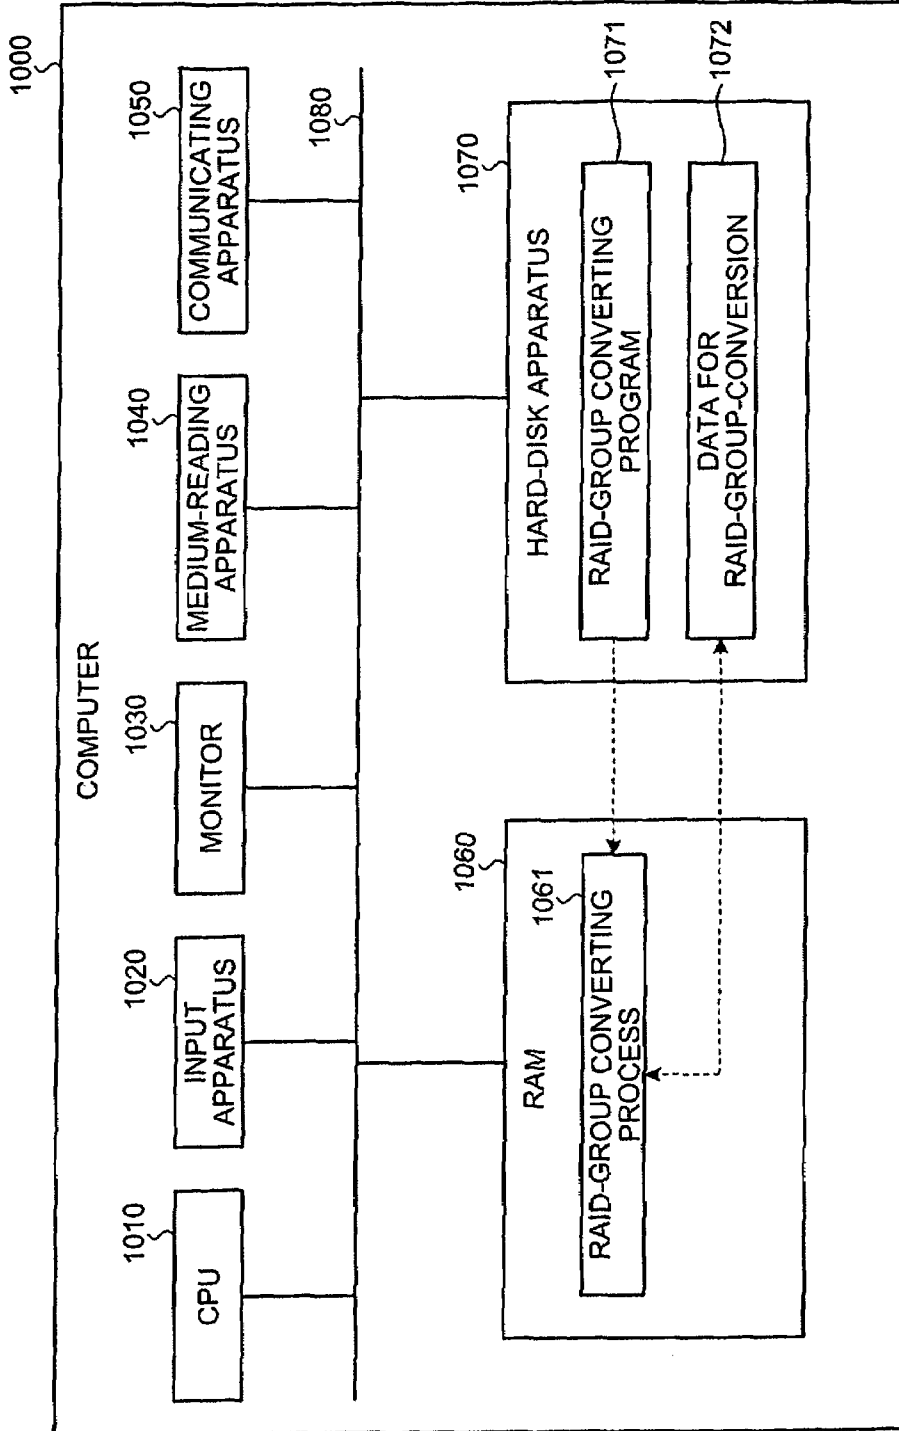 1000
COMPUTER
1010
CPU
1020
INPUT
APPARATUS
1030
MONITOR
1040
MEDIUM-READING
APPARATUS
1050
COMMUNICATING
APPARATUS
1080
1060
RAM
1061
RAID-GROUP CONVERTING
PROCESS
1070
HARD-DISK APPARATUS
RAID-GROUP CONVERTING
PROGRAM
1071
DATA FOR
RAID-GROUP-CONVERSION
1072